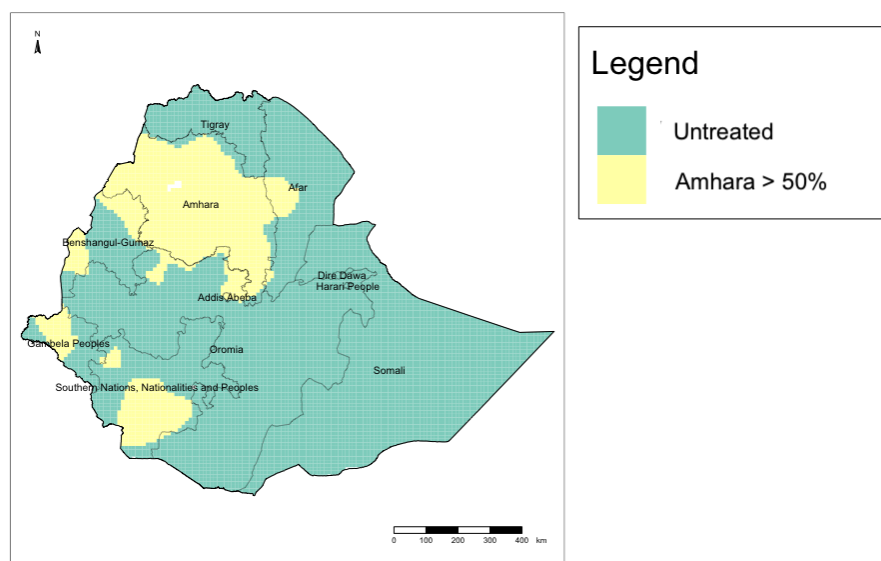 N
Legend
Untreated
Amhara > 50%
Tigray
Afar
Amhara
Benshangul-Gumaz
Dire Dawa
Harari People
Addis Abeba
Gambela Peoples
Oromia
Somali
Southern Nations, Nationalities and Peoples
0 100 200 300 400 km